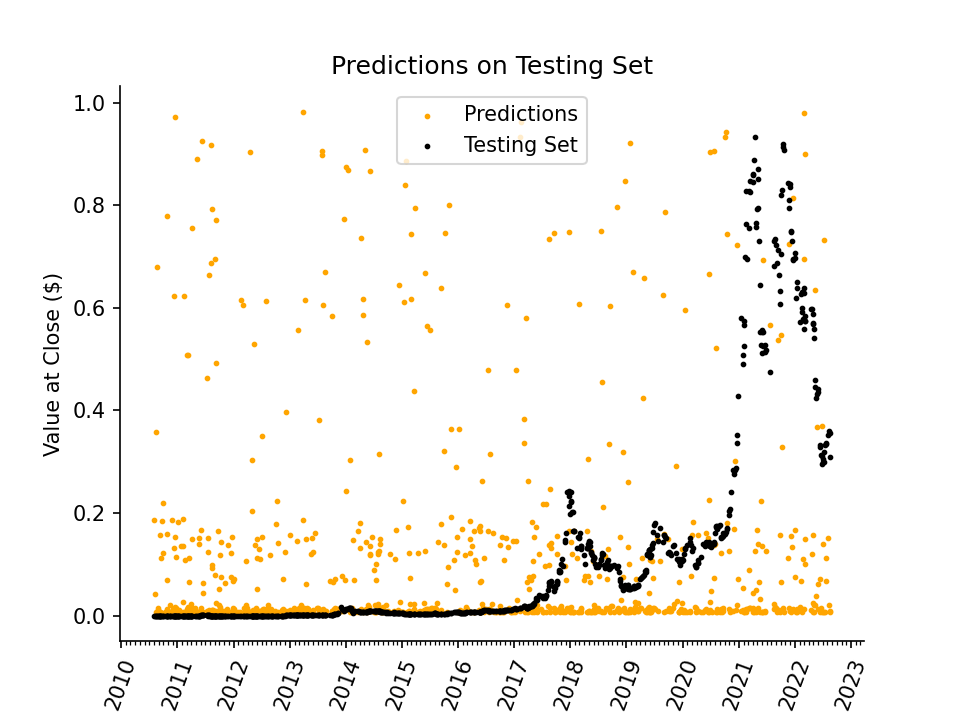 Predictions on Testing Set
Predictions
Testing Set
Value at Close ($)
1.0
0.8
0.6
0.4
0.2
0.0
2010 2011 2012 2013 2014 2015 2016 2017 2018 2019 2020 2021 2022 2023